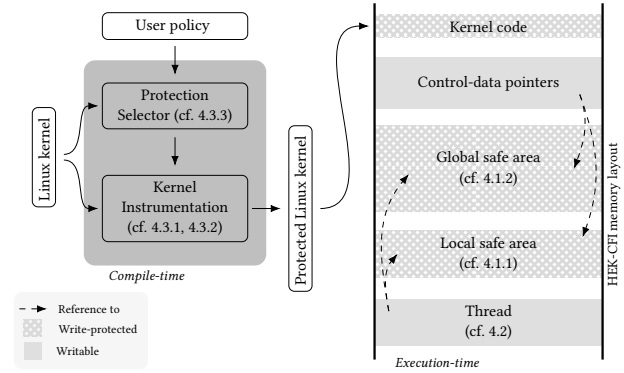 User policy
Protection
Selector (cf. 4.3.3)
Linux kernel
Kernel
Instrumentation
(cf. 4.3.1, 4.3.2)
Compile-time
Protected Linux kernel
Reference to
Write-protected
Writable
Kernel code
Control-data pointers
Global safe area
(cf. 4.1.2)
Local safe area
(cf. 4.1.1)
Thread
(cf. 4.2)
HEK-CFI memory layout
Execution-time